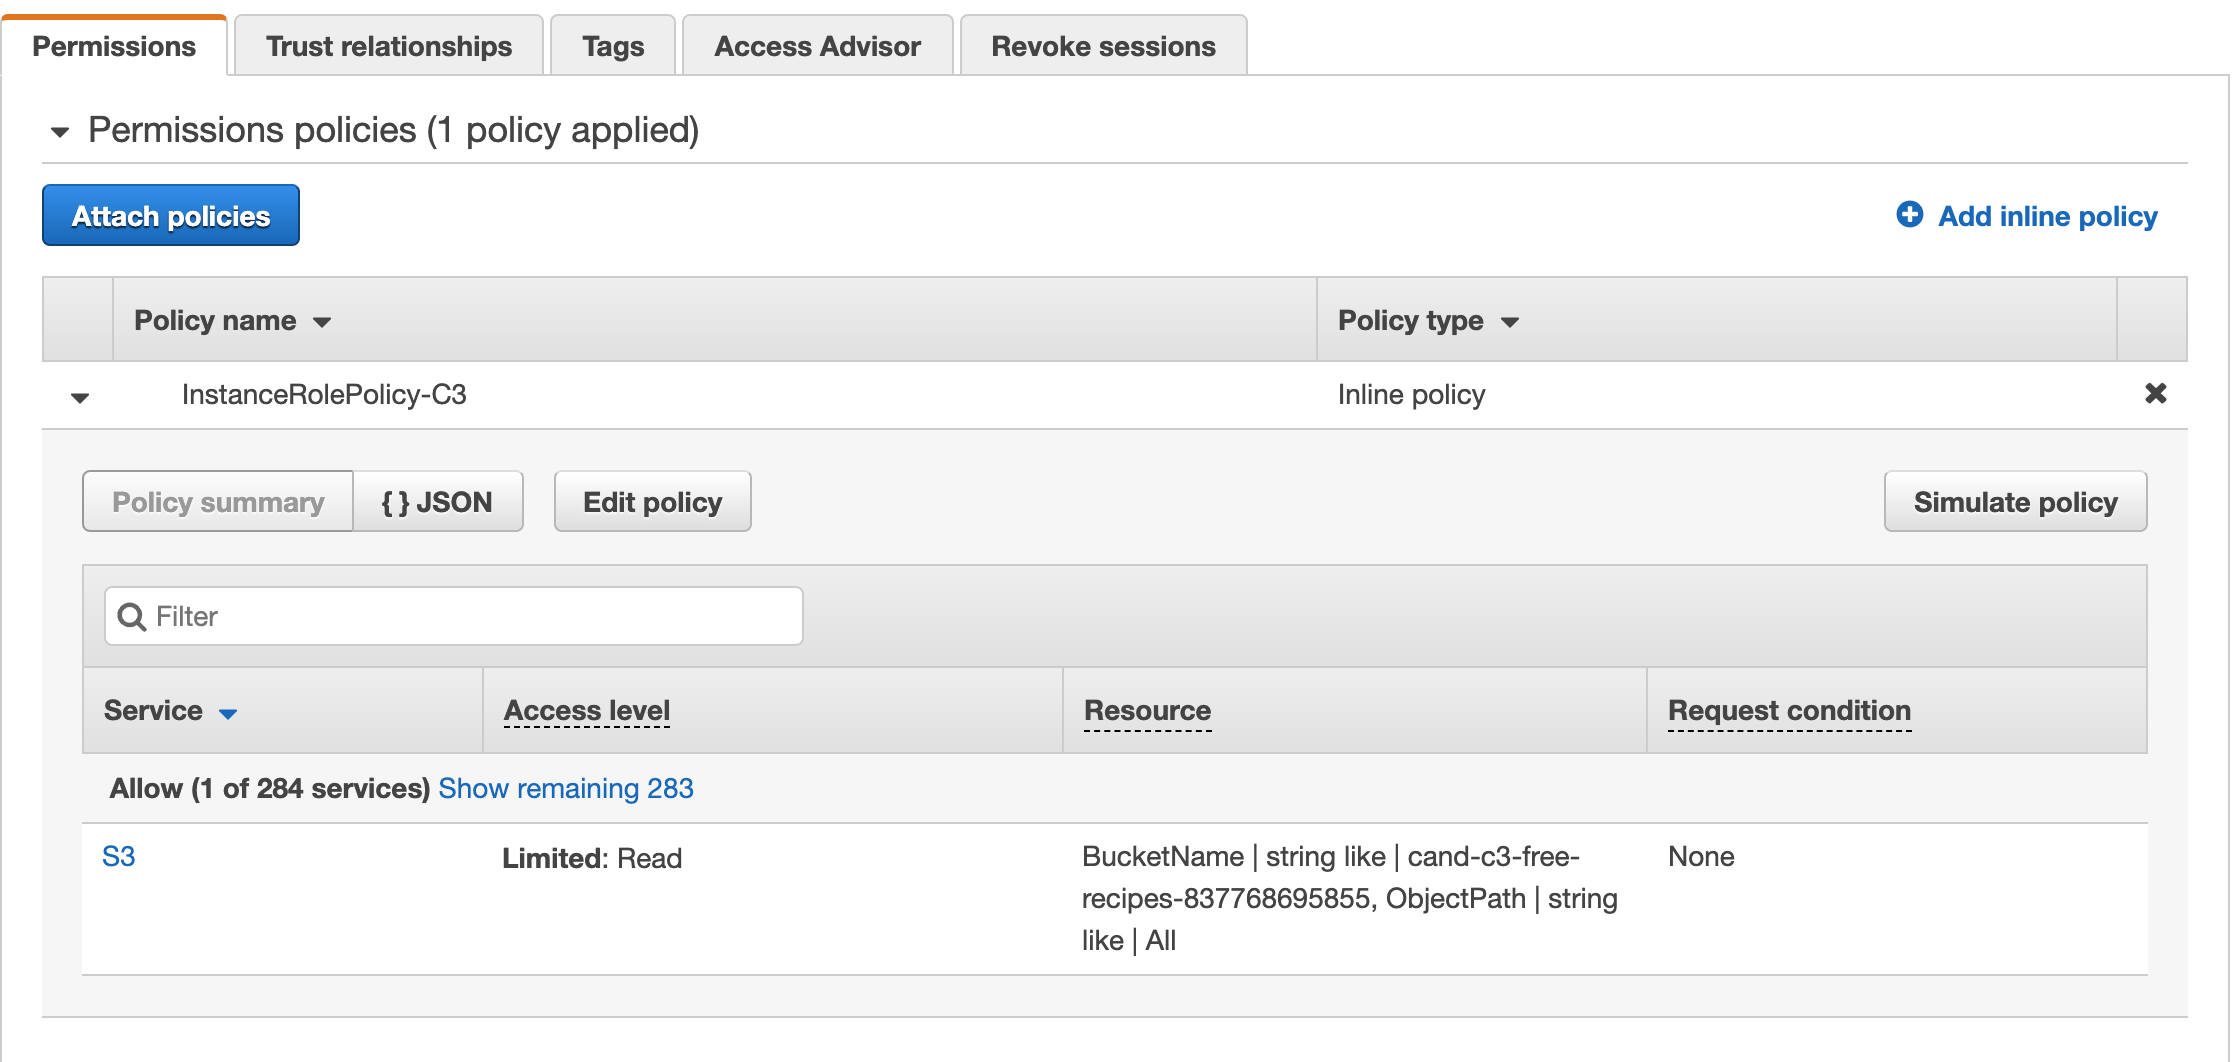 Permissions Trust relationships Tags Access Advisor Revoke sessions
Permissions policies (1 policy applied)
Attach policies Add inline policy
Policy name Policy type
InstanceRolePolicy-C3 Inline policy
Policy summary { } JSON Edit policy Simulate policy
Filter
Service Access level Resource Request condition
Allow (1 of 284 services) Show remaining 283
S3 Limited: Read BucketName | string like | cand-c3-free- None
recipes-837768695855, ObjectPath | string
like | All